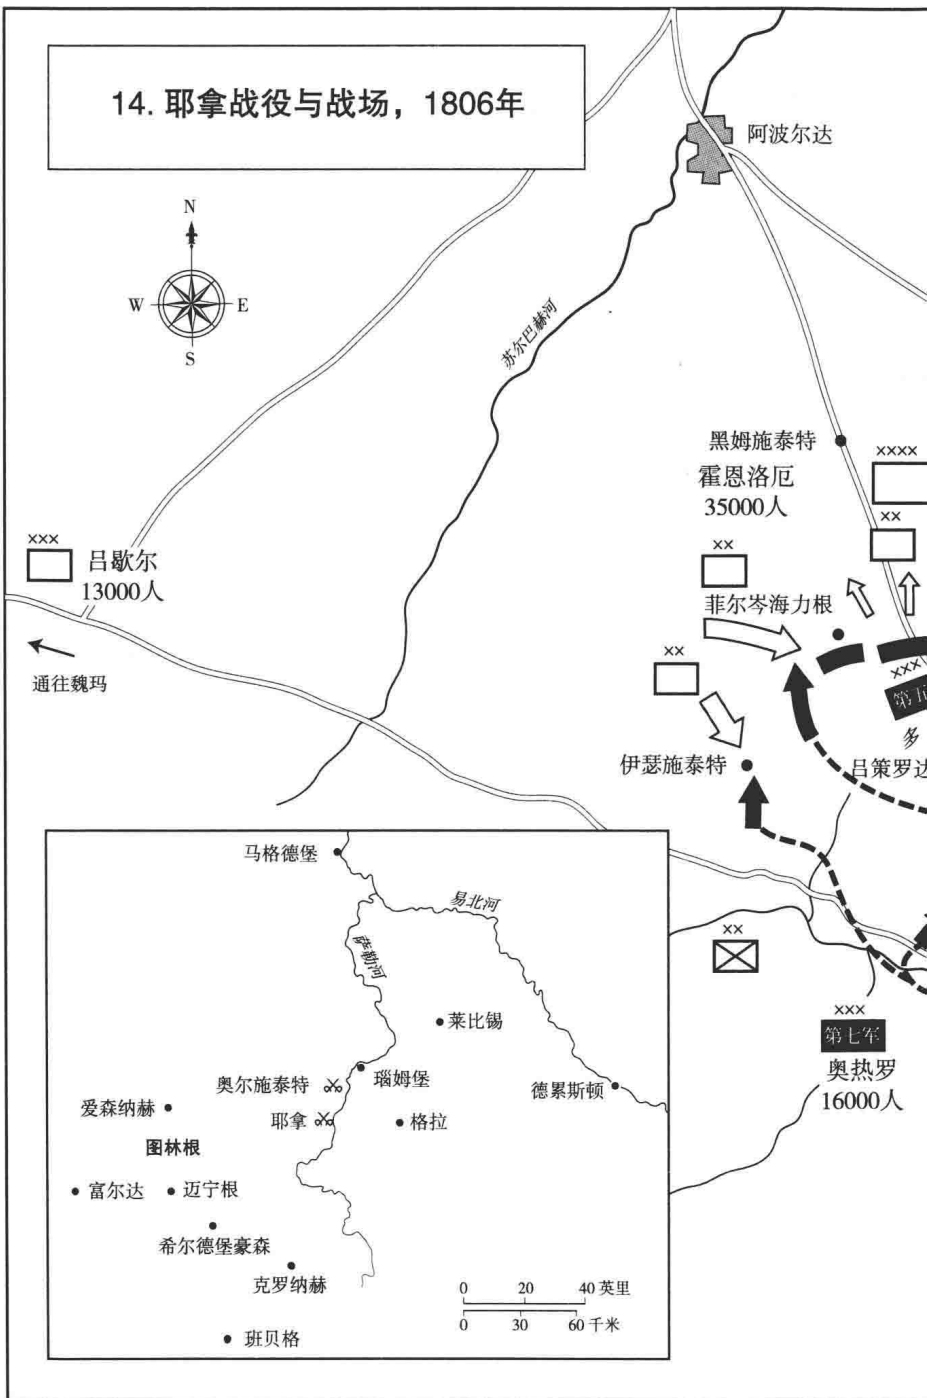 14. 耶拿战役与战场，1806年
阿波尔达
N
W
E
S
苏尔巴赫河
黑姆施泰特
××××
霍恩洛厄
35000人
××
×××
吕歇尔
13000人
××
菲尔岑海力根
××
×××
通往魏玛
多
伊瑟施泰特
吕策罗达
马格德堡
易北河
萨勒河
××
莱比锡
×××
第七军
奥热罗
16000人
瑙姆堡
奥尔施泰特
德累斯顿
爱森纳赫
耶拿
格拉
图林根
富尔达
迈宁根
希尔德堡豪森
克罗纳赫
0 20 40 英里
0 30 60 千米
班贝格